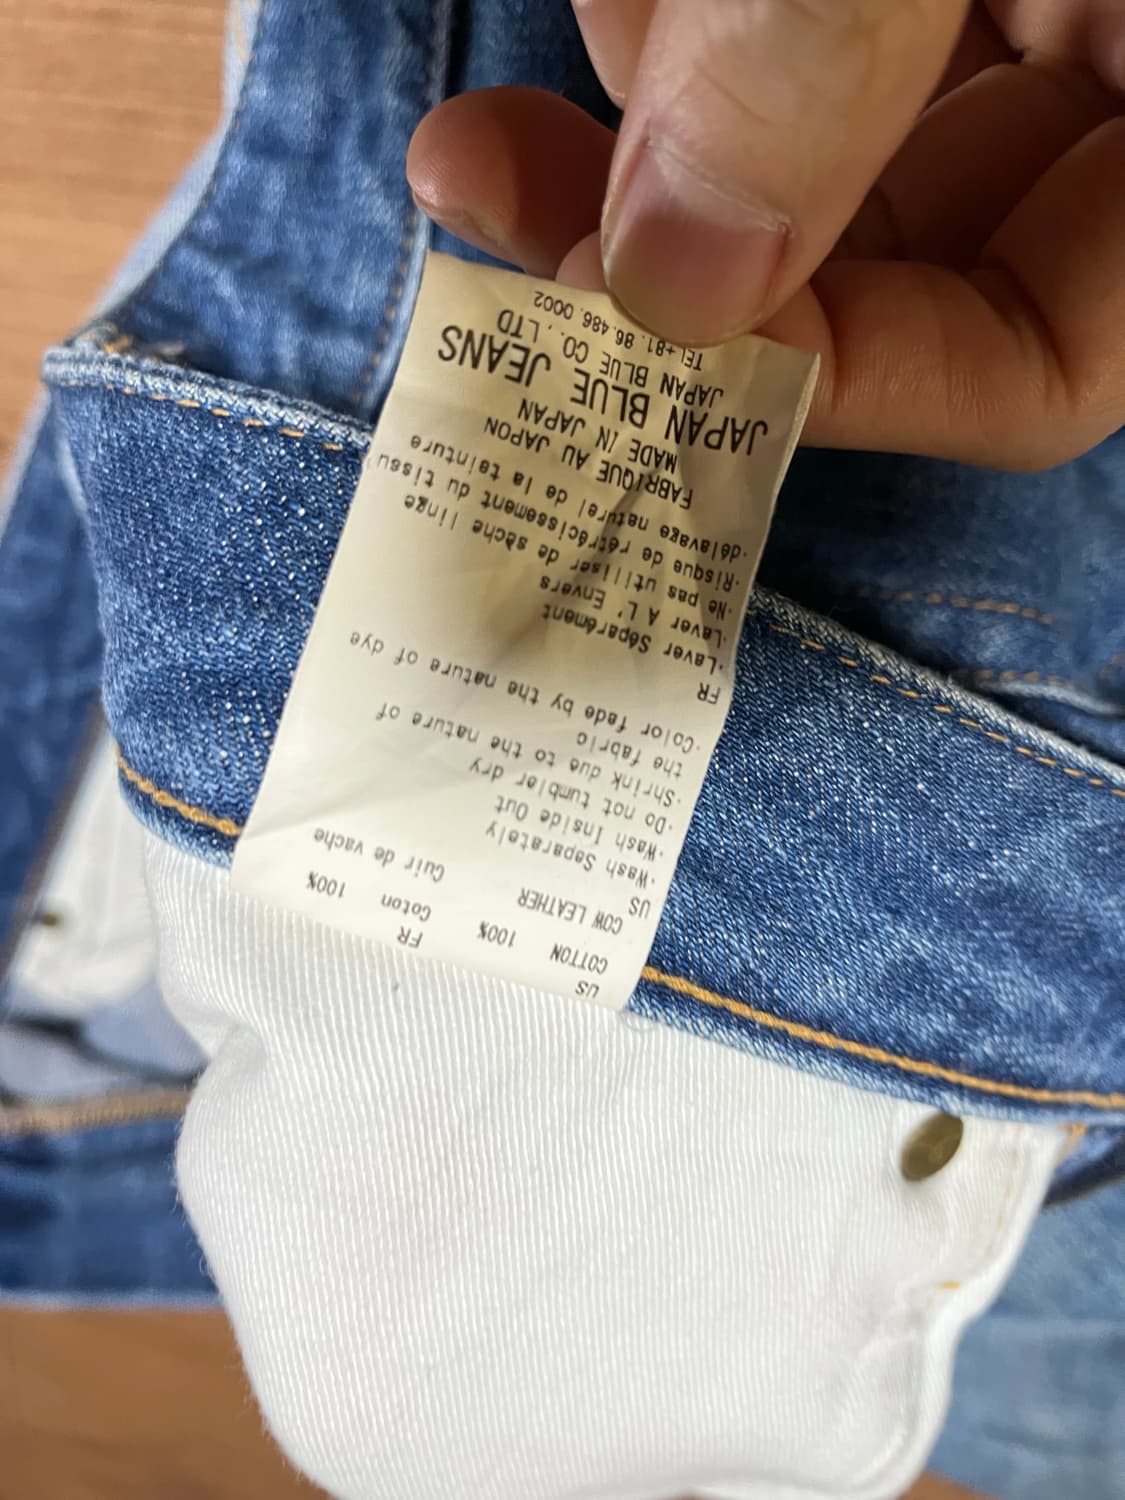 US FR
COTTON 100% Coton 100%
COW LEATHER Cuir de vache
US
·Wash Separately
·Wash Inside Out
·Do not tumbler dry
·Shrink due to the nature of
the fabric
·Color fade by the nature of dye
FR
·Laver Séparément
·Laver A L' Envers
·Ne pas utiliser de sèche linge
·Risque de rétrécissement du tissu
·délavage naturel de la teinture
FABRIQUE AU JAPON
MADE IN JAPAN
JAPAN BLUE JEANS
JAPAN BLUE CO., LTD
TEL+81. 86. 486. 0002